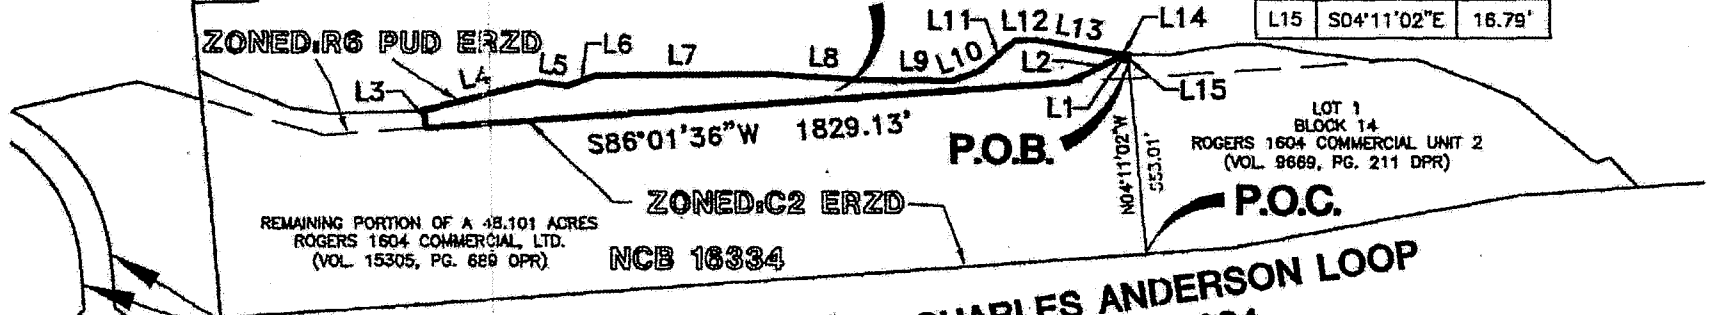 L15 S04°11'02"E 16.79'
ZONED:R6 PUD ERZD
L3
L4
L5
L6
L7
L8
L9
L10
L11
L12
L13
L14
L2
L1
L15
S86°01'36"W 1829.13'
P.O.B.
N04°11'02"W
553.01'
LOT 1
BLOCK 14
ROGERS 1604 COMMERCIAL UNIT 2
(VOL. 9669, PG. 211 DPR)
P.O.C.
ZONED:C2 ERZD
REMAINING PORTION OF A 48.101 ACRES
ROGERS 1604 COMMERCIAL, LTD.
(VOL. 15305, PG. 689 OPR)
NCB 16334
CHARLES ANDERSON LOOP